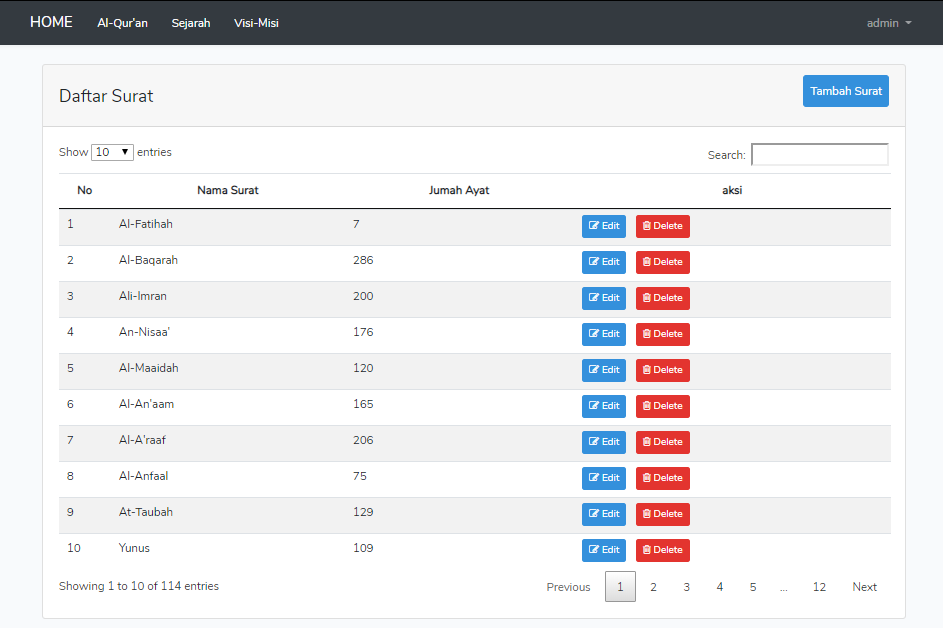 HOME Al-Qur'an Sejarah Visi-Misi admin
Daftar Surat Tambah Surat
Show 10 entries Search:
No Nama Surat Jumah Ayat aksi
1 Al-Fatihah 7 Edit Delete
2 Al-Baqarah 286 Edit Delete
3 Ali-Imran 200 Edit Delete
4 An-Nisaa' 176 Edit Delete
5 Al-Maaidah 120 Edit Delete
6 Al-An'aam 165 Edit Delete
7 Al-A'raaf 206 Edit Delete
8 Al-Anfaal 75 Edit Delete
9 At-Taubah 129 Edit Delete
10 Yunus 109 Edit Delete
Showing 1 to 10 of 114 entries Previous 1 2 3 4 5 ... 12 Next